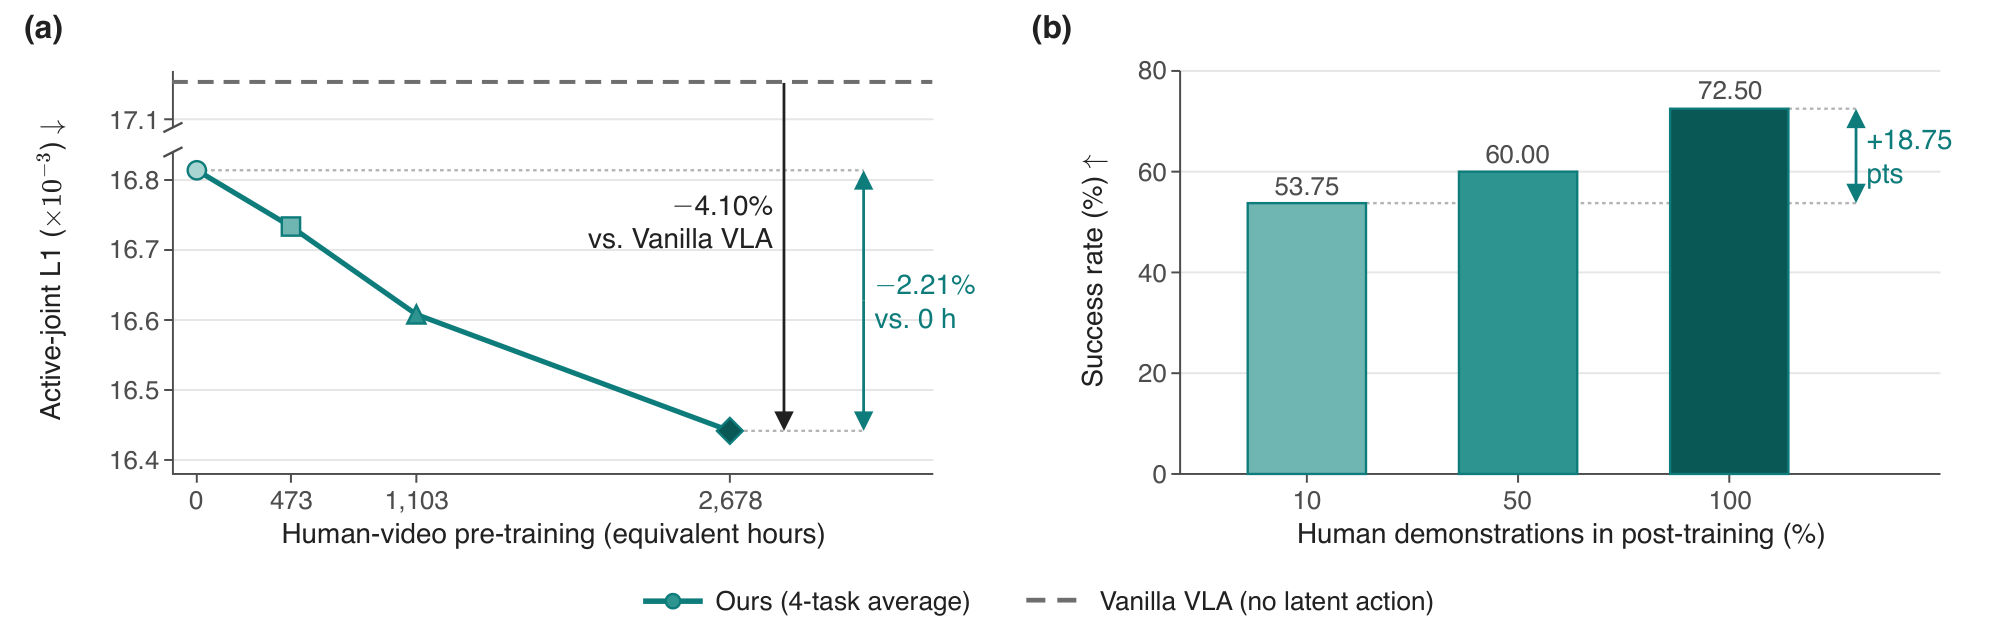 (a)
Active-joint L1 (×10⁻³) ↓
17.1
16.8
16.7
16.6
16.5
16.4
−4.10%
vs. Vanilla VLA
−2.21%
vs. 0 h
0 473 1,103 2,678
Human-video pre-training (equivalent hours)
(b)
Success rate (%) ↑
80
60
40
20
0
53.75
60.00
72.50
+18.75
pts
10 50 100
Human demonstrations in post-training (%)
Ours (4-task average)
Vanilla VLA (no latent action)